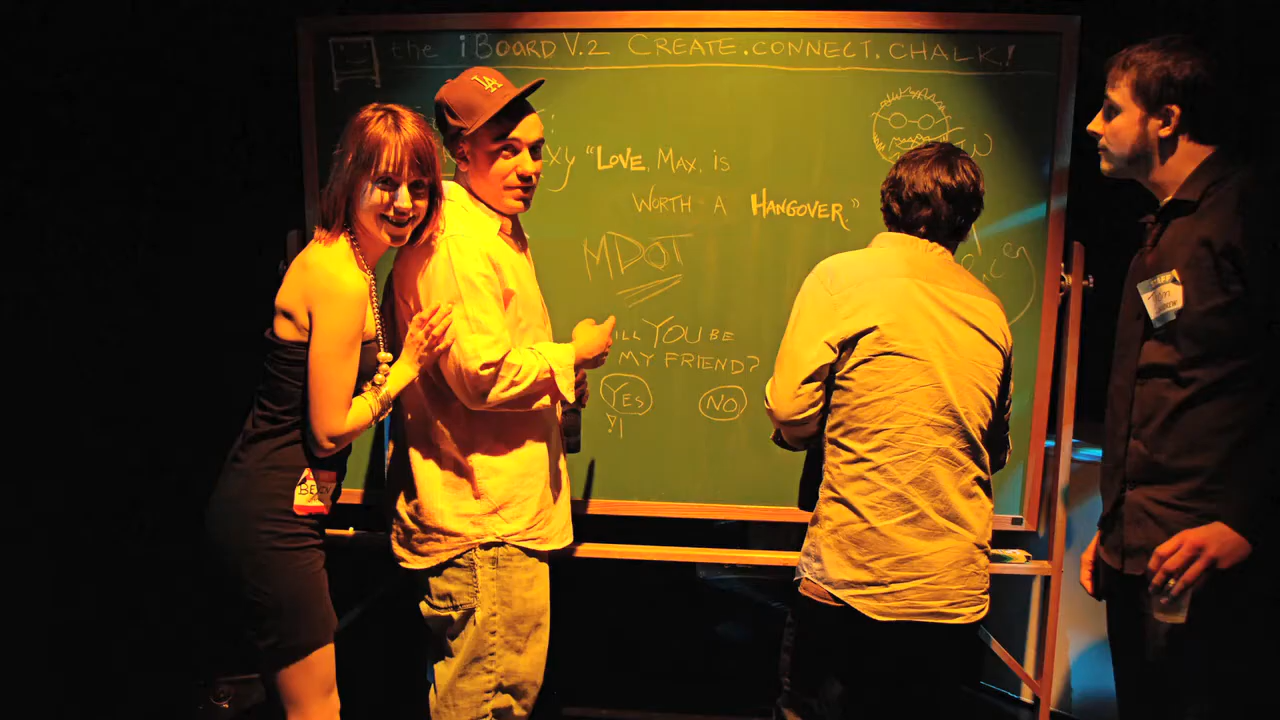 the iBOARD V.2 CREATE.CONNECT.CHALK!
LA
"LOVE, MAX, IS
WORTH A HANGOVER."
MDOT
YOU BE
MY FRIEND?
YES NO
STAFF